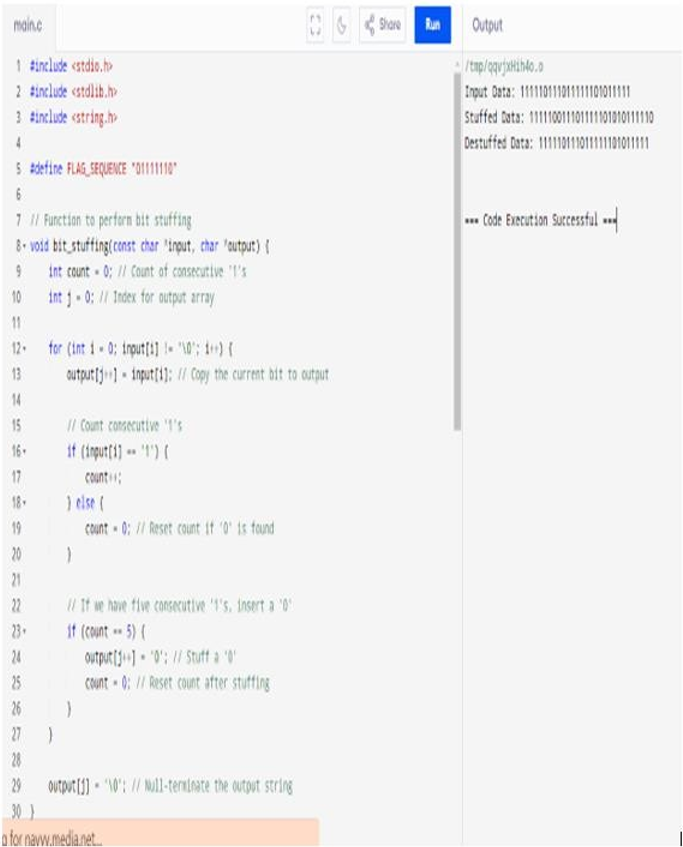 main.c
Share
Run
Output
1 #include <stdio.h>
2 #include <stdlib.h>
3 #include <string.h>
4
5 #define FLAG_SEQUENCE "01111110"
6
7 // Function to perform bit stuffing
8 void bit_stuffing(const char *input, char *output) {
9 int count = 0; // Count of consecutive '1's
10 int j = 0; // Index for output array
11
12 for (int i = 0; input[i] != '\0'; i++) {
13 output[j++] = input[i]; // Copy the current bit to output
14
15 // Count consecutive '1's
16 if (input[i] == '1') {
17 count++;
18 } else {
19 count = 0; // Reset count if '0' is found
20 }
21
22 // If we have five consecutive '1's, insert a '0'
23 if (count == 5) {
24 output[j++] = '0'; // Stuff a '0'
25 count = 0; // Reset count after stuffing
26 }
27 }
28
29 output[j] = '\0'; // Null-terminate the output string
30 }
for navvy.media.net...
/tmp/qqvjxHih4o.o
Input Data:
Stuffed Data:
Destuffed Data:
=== Code Execution Successful ===